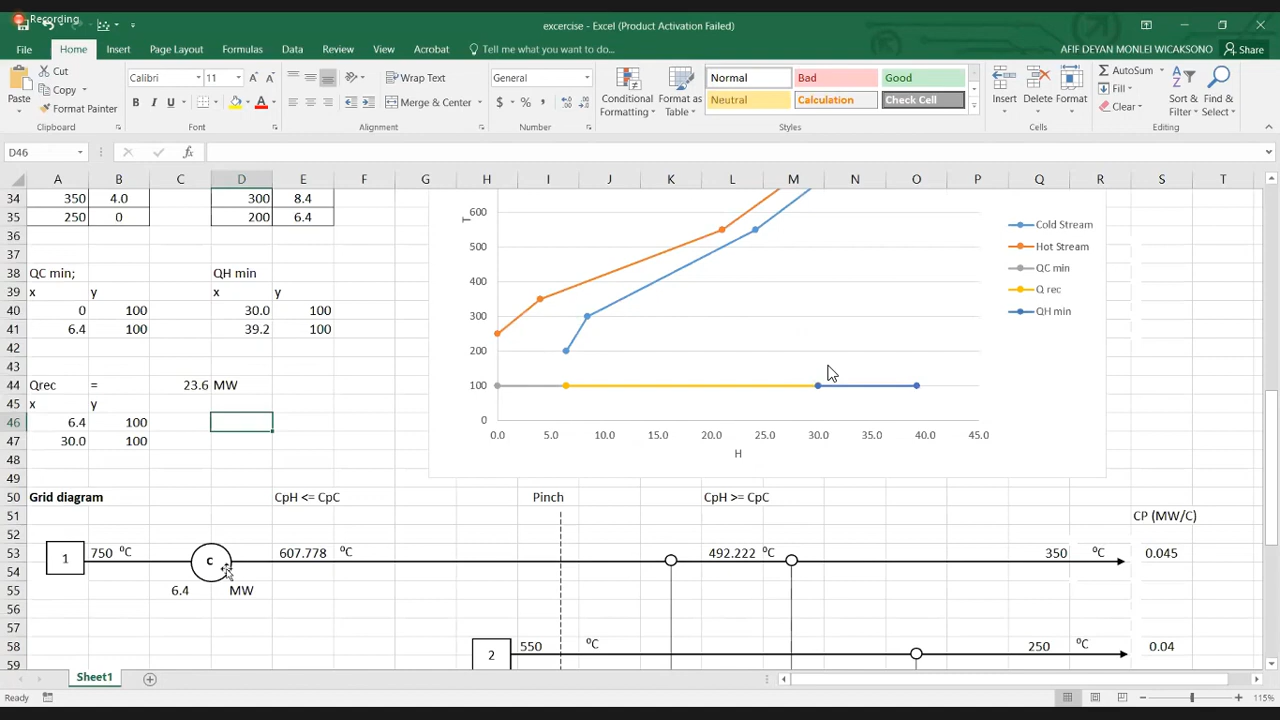 Recording
excercise - Excel (Product Activation Failed)
File Home Insert Page Layout Formulas Data Review View Acrobat Tell me what you want to do... AFIF DEYAN MONLEI WICAKSONO Share
Paste Cut Copy Format Painter
Calibri 11 Wrap Text Merge & Center
General
Conditional Formatting Format as Table
Normal Bad Good
Neutral Calculation Check Cell
Insert Delete Format
AutoSum Fill Clear
Sort & Filter Find & Select
Clipboard Font Alignment Number Styles Cells Editing
D46 fx
A B C D E F G H I J K L M N O P Q R S T
34 350 4.0 300 8.4
35 250 0 200 6.4
36
37
38 QC min; QH min
39 x y x y
40 0 100 30.0 100
41 6.4 100 39.2 100
42
43
44 Qrec = 23.6 MW
45 x y
46 6.4 100
47 30.0 100
48
49
T
600
500
400
300
200
100
0
0.0 5.0 10.0 15.0 20.0 25.0 30.0 35.0 40.0 45.0
H
Cold Stream
Hot Stream
QC min
Q rec
QH min
50 Grid diagram CpH <= CpC Pinch CpH >= CpC
51 CP (MW/C)
52
53 1 750 ⁰C c 607.778 ⁰C 492.222 ⁰C 350 ⁰C 0.045
54
55 6.4 MW
56
57
58 2 550 ⁰C 250 ⁰C 0.04
59
Sheet1
Ready 115%